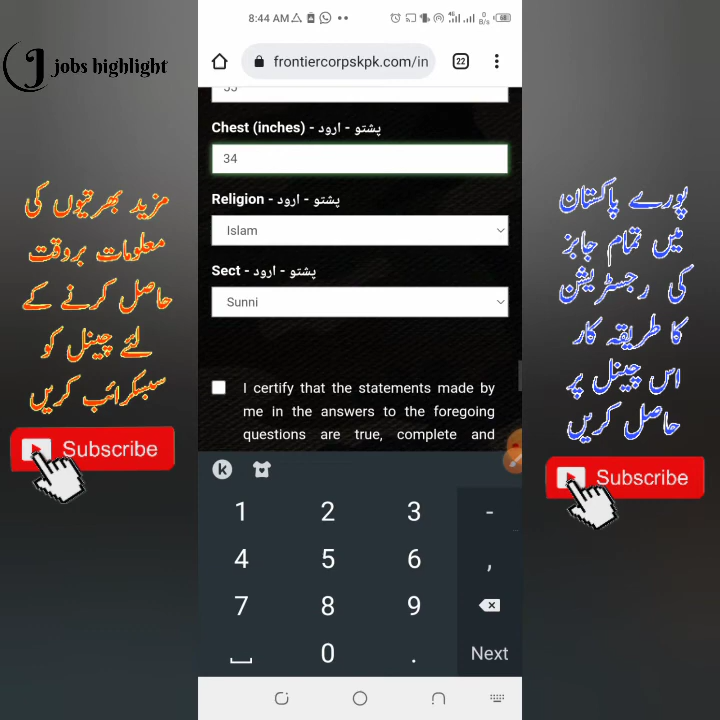 8:44 AM
4G
0
B/s
jobs highlight
frontiercorpskpk.com/in
22
Chest (inches) - پشتو - اردو
34
Religion - پشتو - اردو
Islam
Sect - پشتو - اردو
Sunni
I certify that the statements made by
me in the answers to the foregoing
questions are true, complete and
1 2 3 -
4 5 6 ,
7 8 9
0 . Next
مزید بھرتیوں کی
معلومات بروقت
حاصل کرنے کے
لئے چینل کو
سبسکرائب کریں
Subscribe
پورے پاکستان
میں تمام جابز
کی رجسٹریشن
کا طریقہ کار
اس چینل پر
حاصل کریں
Subscribe